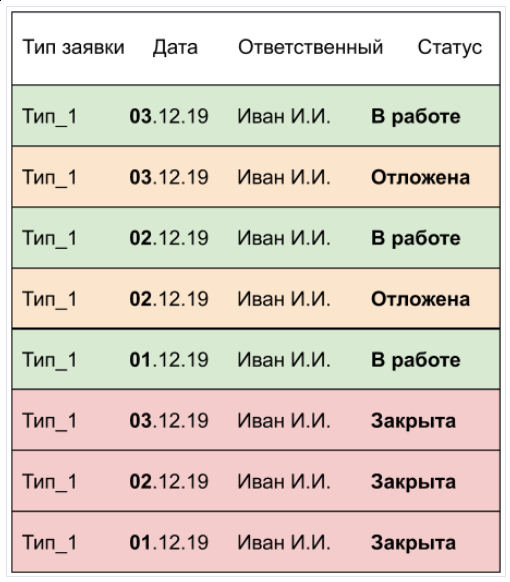 Тип заявки Дата Ответственный Статус
Тип_1 03.12.19 Иван И.И. В работе
Тип_1 03.12.19 Иван И.И. Отложена
Тип_1 02.12.19 Иван И.И. В работе
Тип_1 02.12.19 Иван И.И. Отложена
Тип_1 01.12.19 Иван И.И. В работе
Тип_1 03.12.19 Иван И.И. Закрыта
Тип_1 02.12.19 Иван И.И. Закрыта
Тип_1 01.12.19 Иван И.И. Закрыта